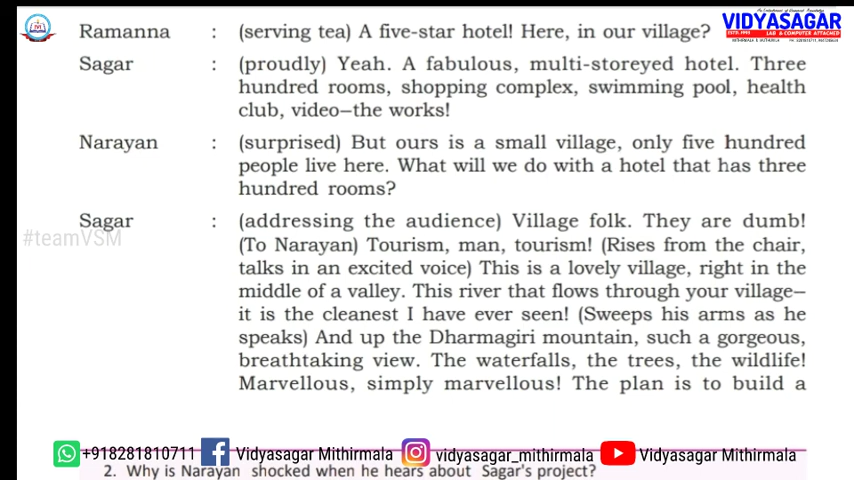 VIDYASAGAR
LAB & COMPUTER ATTACHED
Ramanna : (serving tea) A five-star hotel! Here, in our village?
Sagar : (proudly) Yeah. A fabulous, multi-storeyed hotel. Three
hundred rooms, shopping complex, swimming pool, health
club, video—the works!
Narayan : (surprised) But ours is a small village, only five hundred
people live here. What will we do with a hotel that has three
hundred rooms?
Sagar : (addressing the audience) Village folk. They are dumb!
#teamVSM
(To Narayan) Tourism, man, tourism! (Rises from the chair,
talks in an excited voice) This is a lovely village, right in the
middle of a valley. This river that flows through your village—
it is the cleanest I have ever seen! (Sweeps his arms as he
speaks) And up the Dharmagiri mountain, such a gorgeous,
breathtaking view. The waterfalls, the trees, the wildlife!
Marvellous, simply marvellous! The plan is to build a
+918281810711 Vidyasagar Mithirmala vidyasagar_mithirmala Vidyasagar Mithirmala
2. Why is Narayan shocked when he hears about Sagar's project?